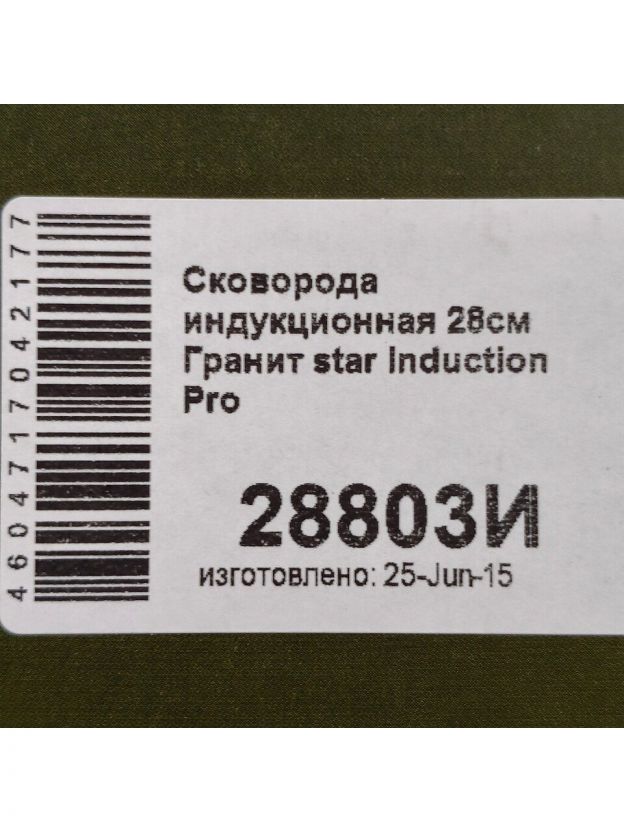 Сковорода
индукционная 28см
Гранит star Induction
Pro
28803И
изготовлено: 25-Jun-15
4604717042177